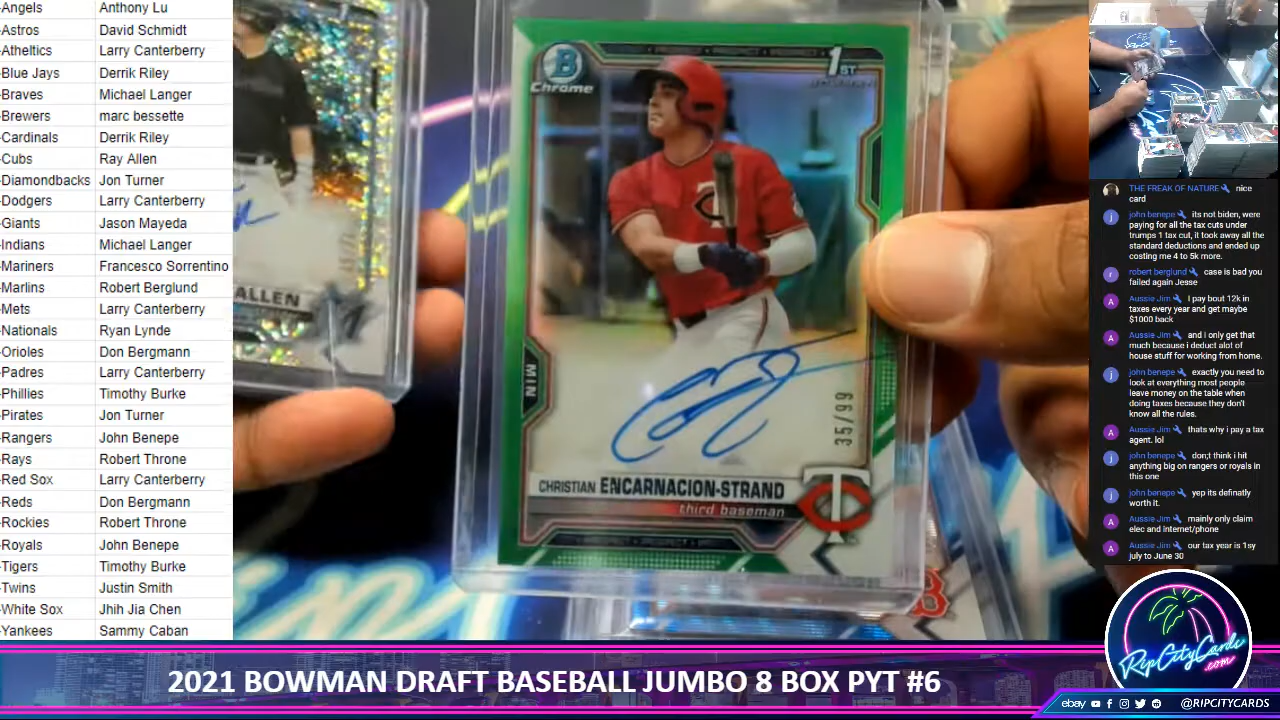 -Angels Anthony Lu
-Astros David Schmidt
-Atheltics Larry Canterberry
-Blue Jays Derrik Riley
-Braves Michael Langer
-Brewers marc bessette
-Cardinals Derrik Riley
-Cubs Ray Allen
-Diamondbacks Jon Turner
-Dodgers Larry Canterberry
-Giants Jason Mayeda
-Indians Michael Langer
-Mariners Francesco Sorrentino
-Marlins Robert Berglund
-Mets Larry Canterberry
-Nationals Ryan Lynde
-Orioles Don Bergmann
-Padres Larry Canterberry
-Phillies Timothy Burke
-Pirates Jon Turner
-Rangers John Benepe
-Rays Robert Throne
-Red Sox Larry Canterberry
-Reds Don Bergmann
-Rockies Robert Throne
-Royals John Benepe
-Tigers Timothy Burke
-Twins Justin Smith
-White Sox Jhih Jia Chen
-Yankees Sammy Caban
ALLEN
B
Chrome
1ST
MIN
35/99
CHRISTIAN ENCARNACION-STRAND
third baseman
TC
B
THE FREAK OF NATURE nice
card
john benepe its not biden, were
paying for all the tax cuts under
trumps 1 tax cut, it took away all the
standard deductions and ended up
costing me 4 to 5k more.
robert berglund case is bad you
failed again Jesse
Aussie Jim I pay bout 12k in
taxes every year and get maybe
$1000 back
Aussie Jim and i only get that
much because i deduct alot of
house stuff for working from home.
john benepe exactly you need to
look at everything most people
leave money on the table when
doing taxes because they don't
know all the rules.
Aussie Jim thats why i pay a tax
agent. lol
john benepe don;t think i hit
anything big on rangers or royals in
this one
john benepe yep its definatly
worth it.
Aussie Jim mainly only claim
elec and internet/phone
Aussie Jim our tax year is 1sy
july to June 30
RipCityCards
.com
2021 BOWMAN DRAFT BASEBALL JUMBO 8 BOX PYT #6
ebay @RIPCITYCARDS